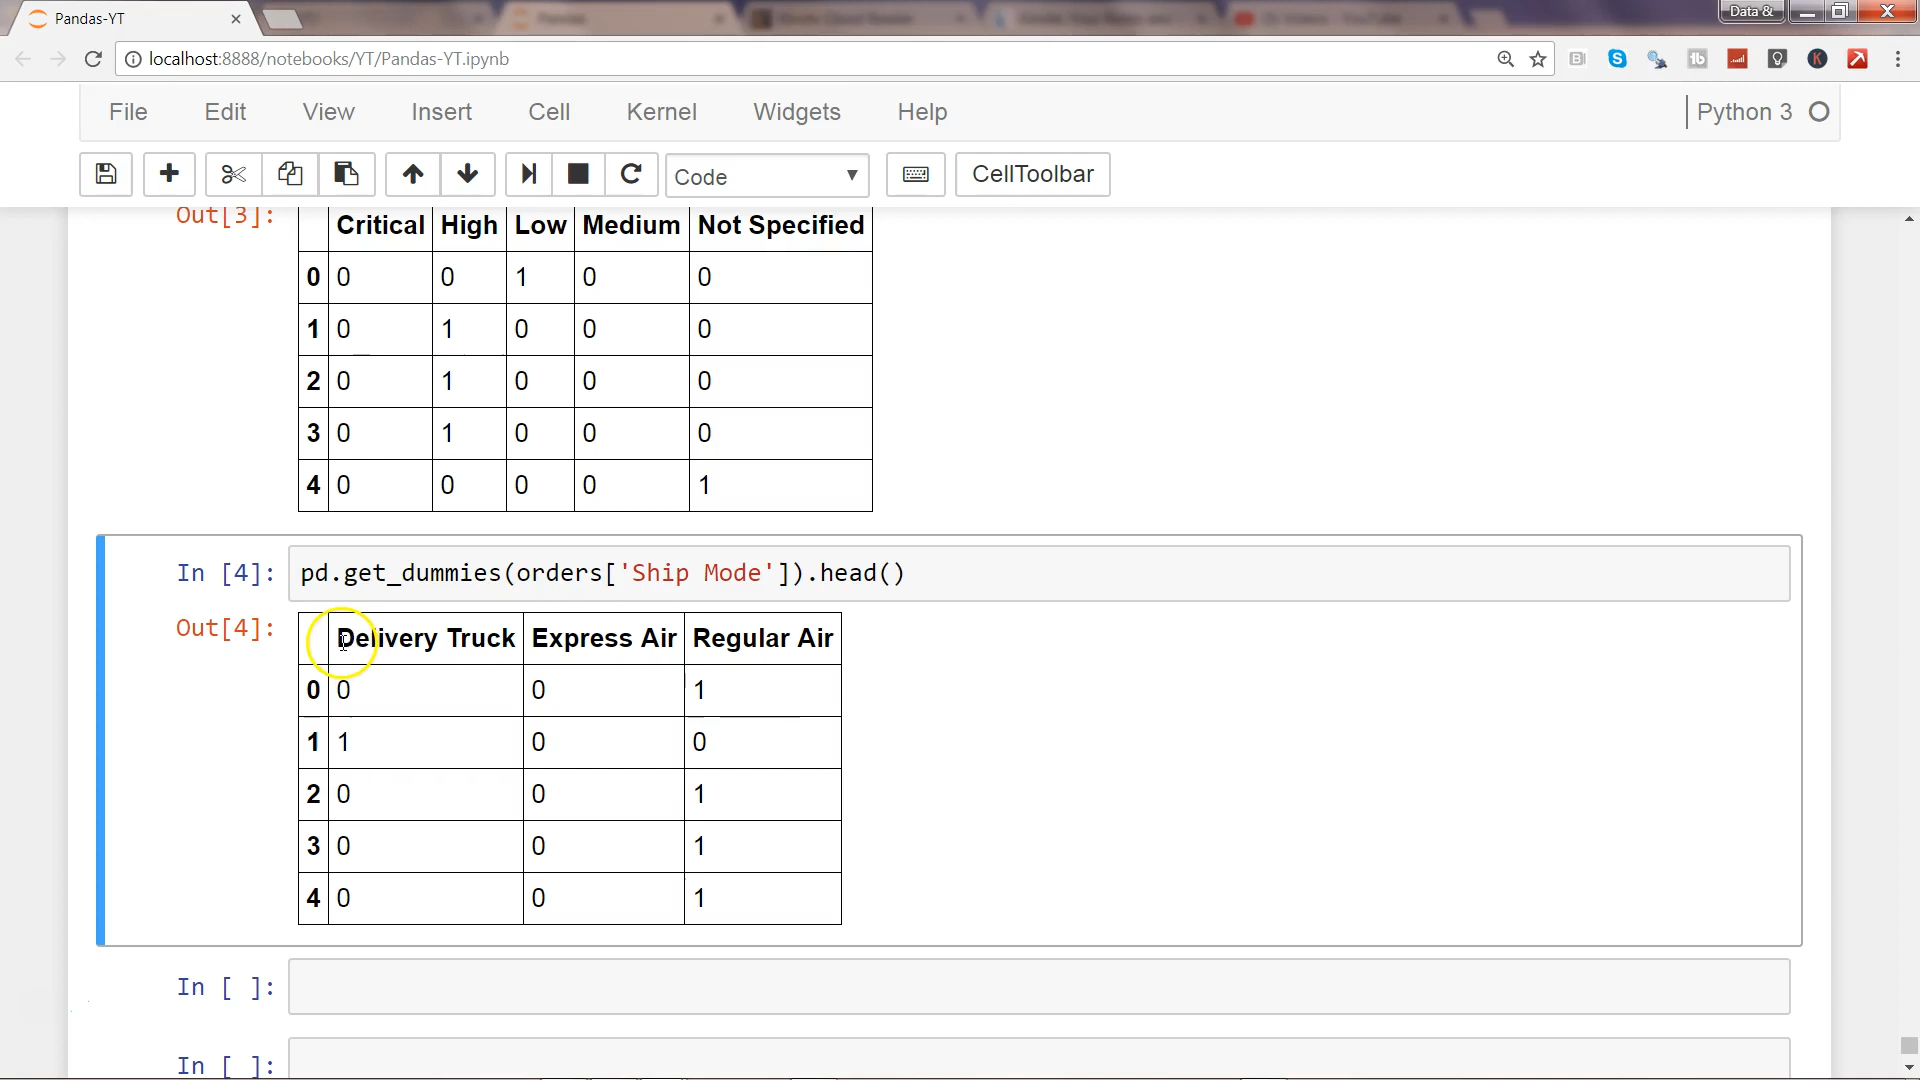 Pandas-YT
Pandas
Data &
localhost:8888/notebooks/YT/Pandas-YT.ipynb
File Edit View Insert Cell Kernel Widgets Help Python 3
Code CellToolbar
Out[3]:
Critical High Low Medium Not Specified
0 0 0 1 0 0
1 0 1 0 0 0
2 0 1 0 0 0
3 0 1 0 0 0
4 0 0 0 0 1
In [4]: pd.get_dummies(orders['Ship Mode']).head()
Out[4]:
Delivery Truck Express Air Regular Air
0 0 0 1
1 1 0 0
2 0 0 1
3 0 0 1
4 0 0 1
In [ ]:
In [ ]: